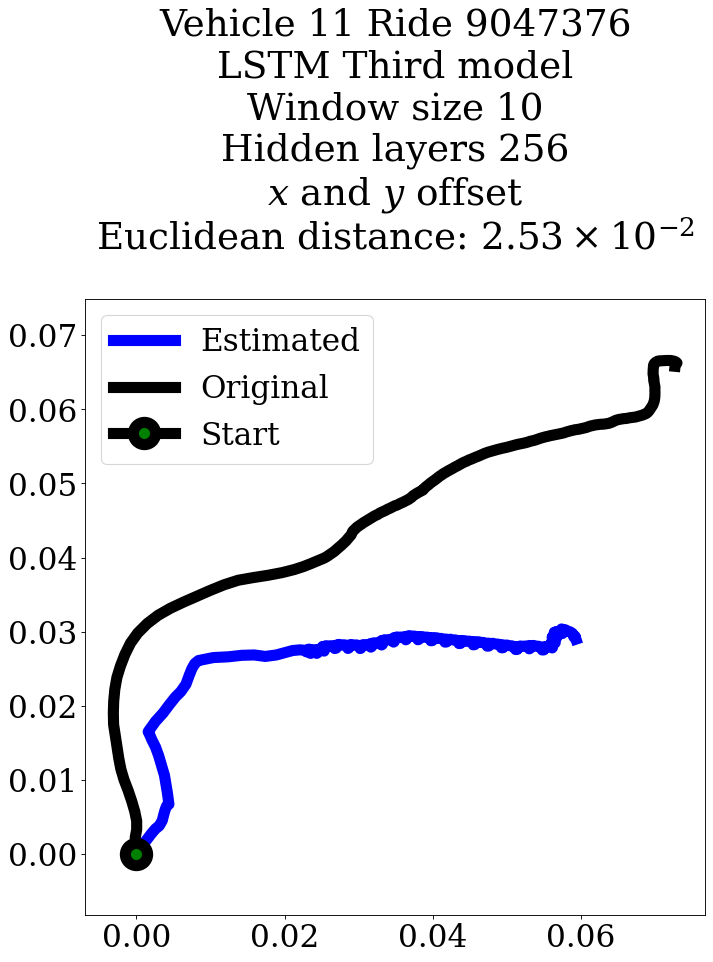 Vehicle 11 Ride 9047376
LSTM Third model
Window size 10
Hidden layers 256
x and y offset
Euclidean distance: 2.53 × 10⁻²
Estimated
Original
Start
0.07
0.06
0.05
0.04
0.03
0.02
0.01
0.00
0.00 0.02 0.04 0.06